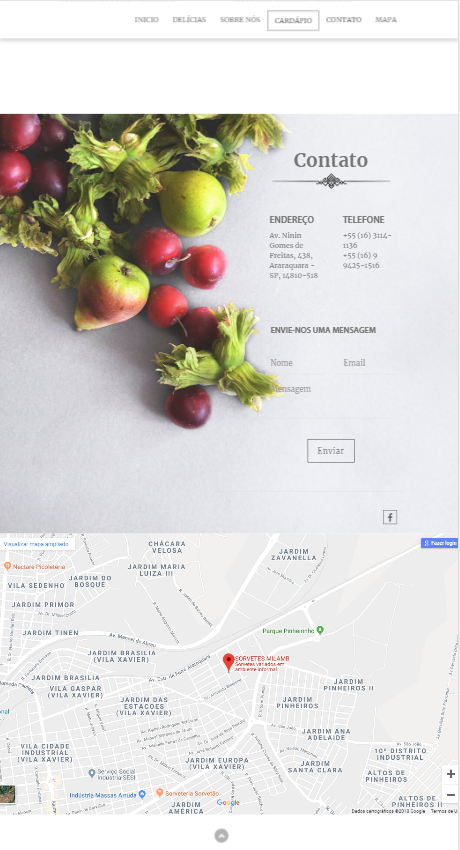 INICIO DELÍCIAS SOBRE NÓS CARDÁPIO CONTATO MAPA
Contato
ENDEREÇO
Av. Ninin
Gomes de
Freitas, 438,
Araraquara -
SP, 14810-518
TELEFONE
+55 (16) 3114-
1136
+55 (16) 9
9425-1516
ENVIE-NOS UMA MENSAGEM
Nome Email
Mensagem
Enviar
Visualizar mapa ampliado
Fazer login
CHÁCARA
VELOSA
JARDIM
ZAVANELLA
Nectare Picoleteria
JARDIM MARIA
LUIZA III
VILA SEDENHO
JARDIM DO
BOSQUE
JARDIM PRIMOR
JARDIM TINEN
Parque Pinheirinho
JARDIM BRASILIA
(VILA XAVIER)
SORVETES MILAMB
Sorvetes variados em
ambiente informal
JARDIM BRASILIA
VILA GASPAR
(VILA XAVIER)
JARDIM
PINHEIROS II
JARDIM DAS
ESTACOES
(VILA XAVIER)
JARDIM
PINHEIROS
JARDIM ANA
ADELAIDE
VILA CIDADE
INDUSTRIAL
(VILA XAVIER)
10º DISTRITO
INDUSTRIAL
JARDIM EUROPA
(VILA XAVIER)
JARDIM
SANTA CLARA
Serviço Social
Indústria SESI
ALTOS DE
PINHEIROS
Indústria Massas Arruda
Sorveteria Sorvetão
JARDIM
AMÉRICA
Google
ALTOS DE
PINHEIROS II
Dados cartográficos ©2018 Google Termos de U